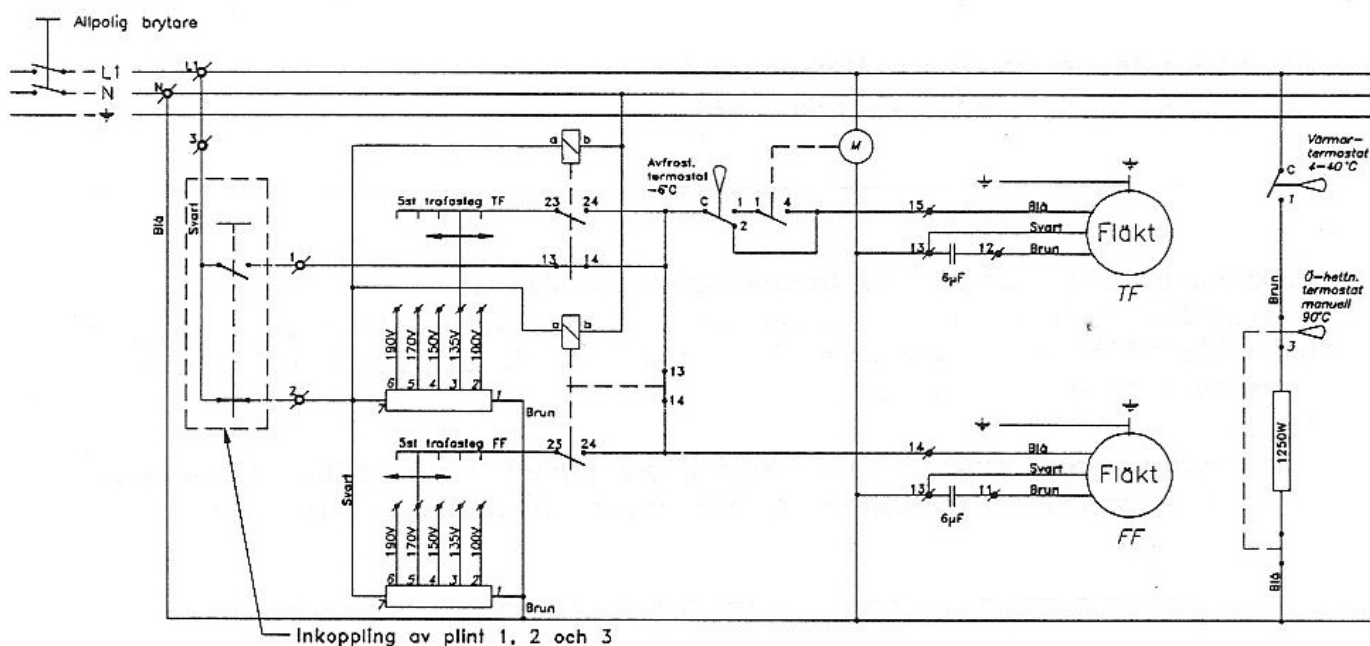 Allpolig brytare
L1
L1
N
N
3
a
b
M
Värmar-
termostat
4-40°C
C
1
Avfrost.
termostat
-6°C
5st trafosteg TF
23
24
C
1
1
4
2
15
Blå
Svart
Brun
13
12
6µF
Fläkt
TF
Blå
Svart
1
13
14
Brun
Ö-hettn.
termostat
manuell
90°C
3
a
b
190V
170V
150V
135V
100V
6
5
4
3
2
1
Brun
13
14
2
1250W
5st trafosteg FF
23
24
14
Blå
Svart
Brun
13
11
6µF
Fläkt
FF
Svart
190V
170V
150V
135V
100V
6
5
4
3
2
1
Brun
Blå
Inkoppling av plint 1, 2 och 3